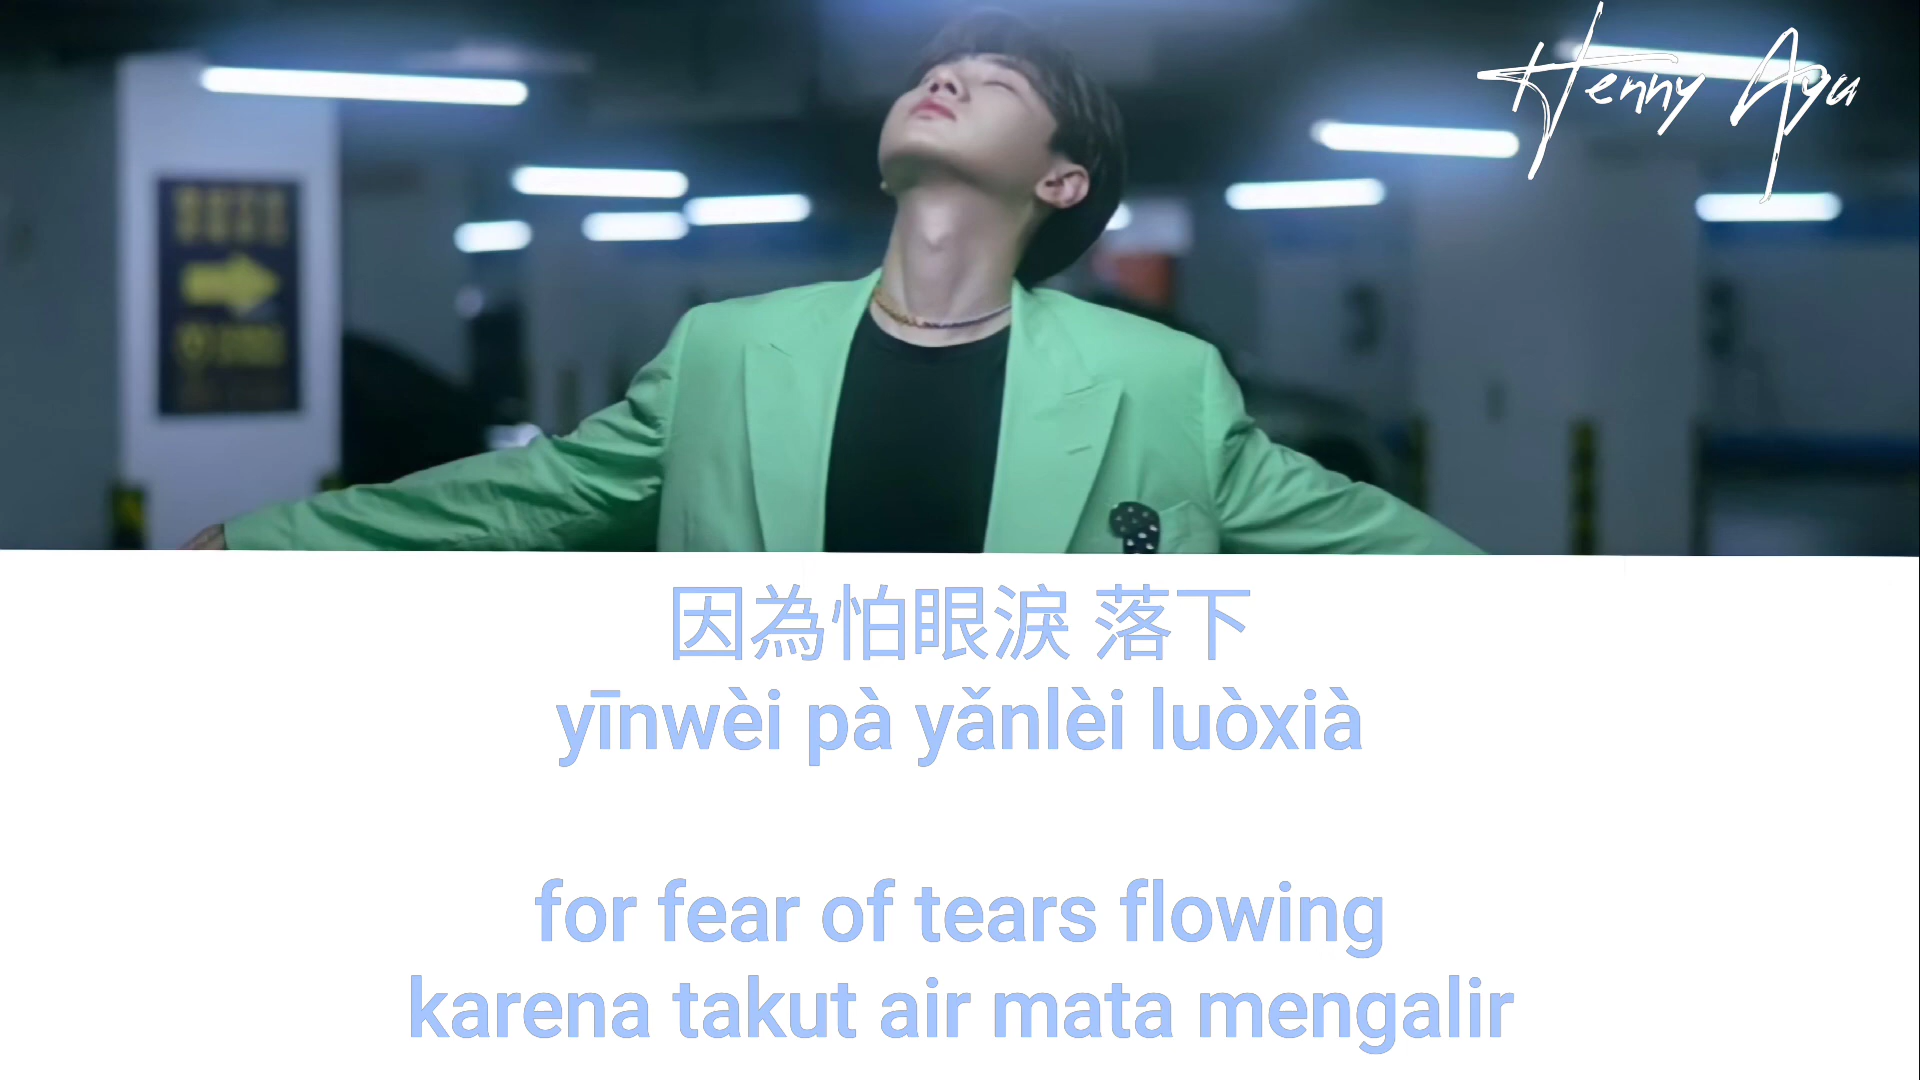 Henny Ayu
因為怕眼淚 落下
yīnwèi pà yǎnlèi luòxià
for fear of tears flowing
karena takut air mata mengalir